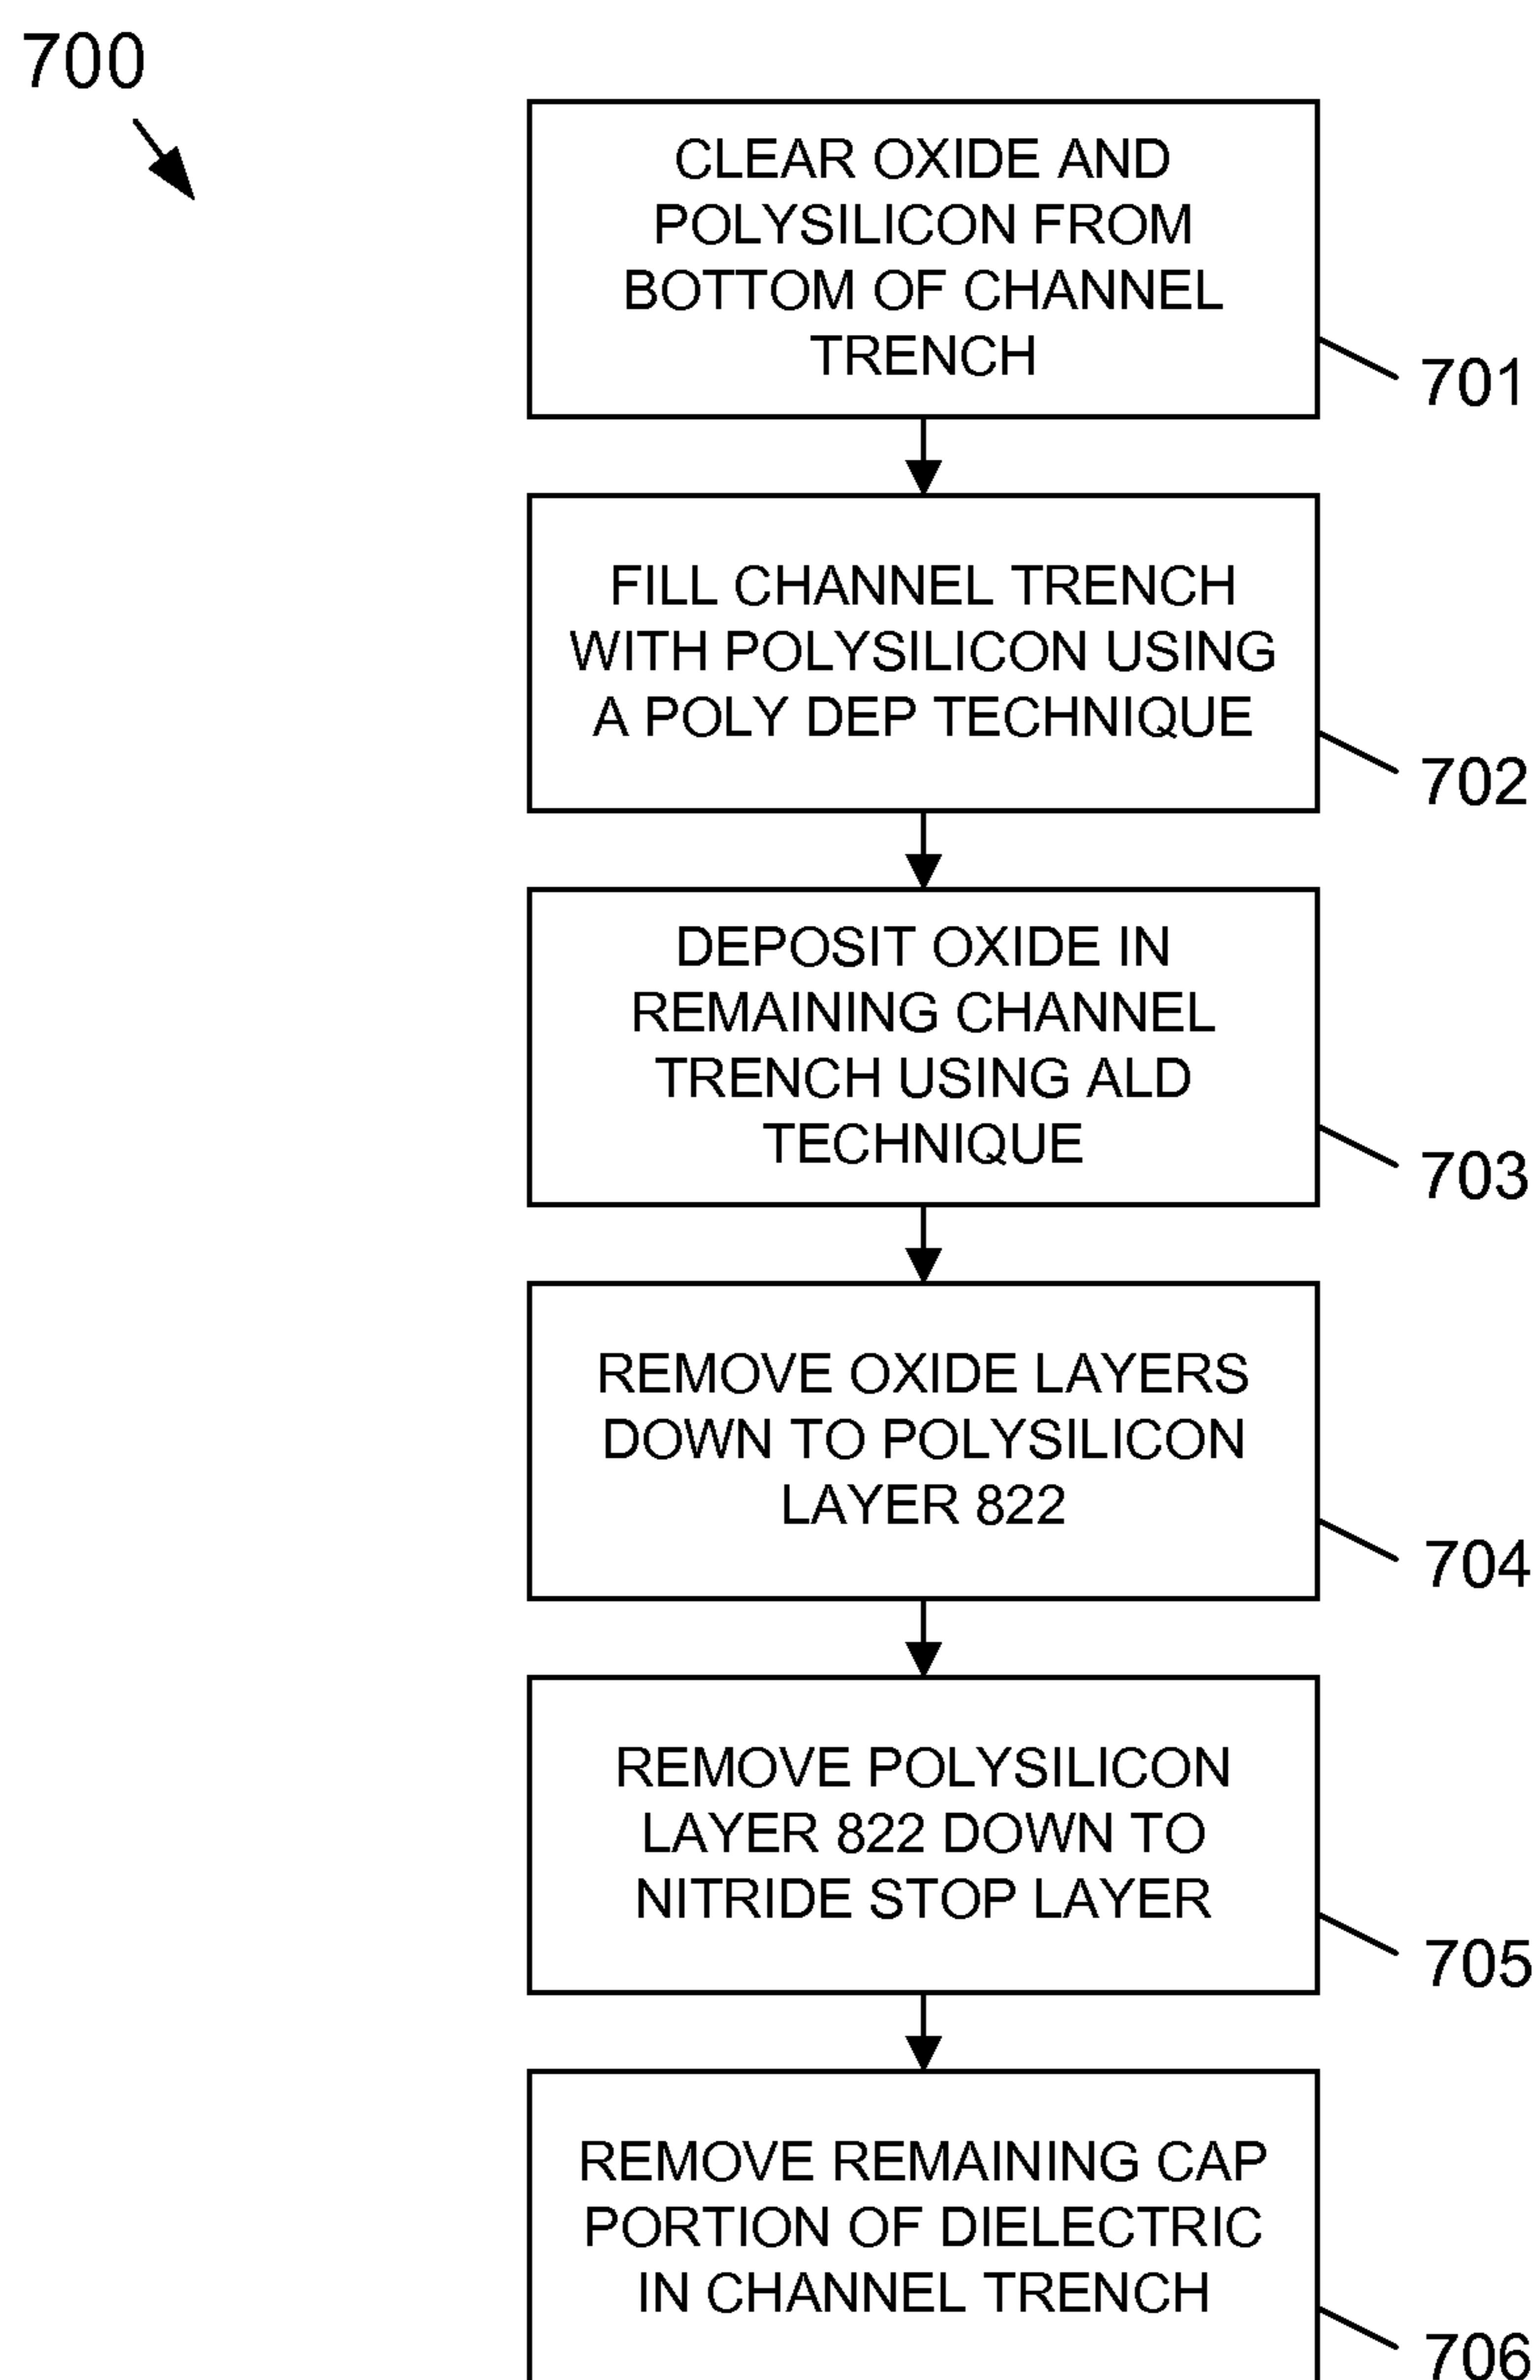 700
CLEAR OXIDE AND
POLYSILICON FROM
BOTTOM OF CHANNEL
TRENCH
701
FILL CHANNEL TRENCH
WITH POLYSILICON USING
A POLY DEP TECHNIQUE
702
DEPOSIT OXIDE IN
REMAINING CHANNEL
TRENCH USING ALD
TECHNIQUE
703
REMOVE OXIDE LAYERS
DOWN TO POLYSILICON
LAYER 822
704
REMOVE POLYSILICON
LAYER 822 DOWN TO
NITRIDE STOP LAYER
705
REMOVE REMAINING CAP
PORTION OF DIELECTRIC
IN CHANNEL TRENCH
706